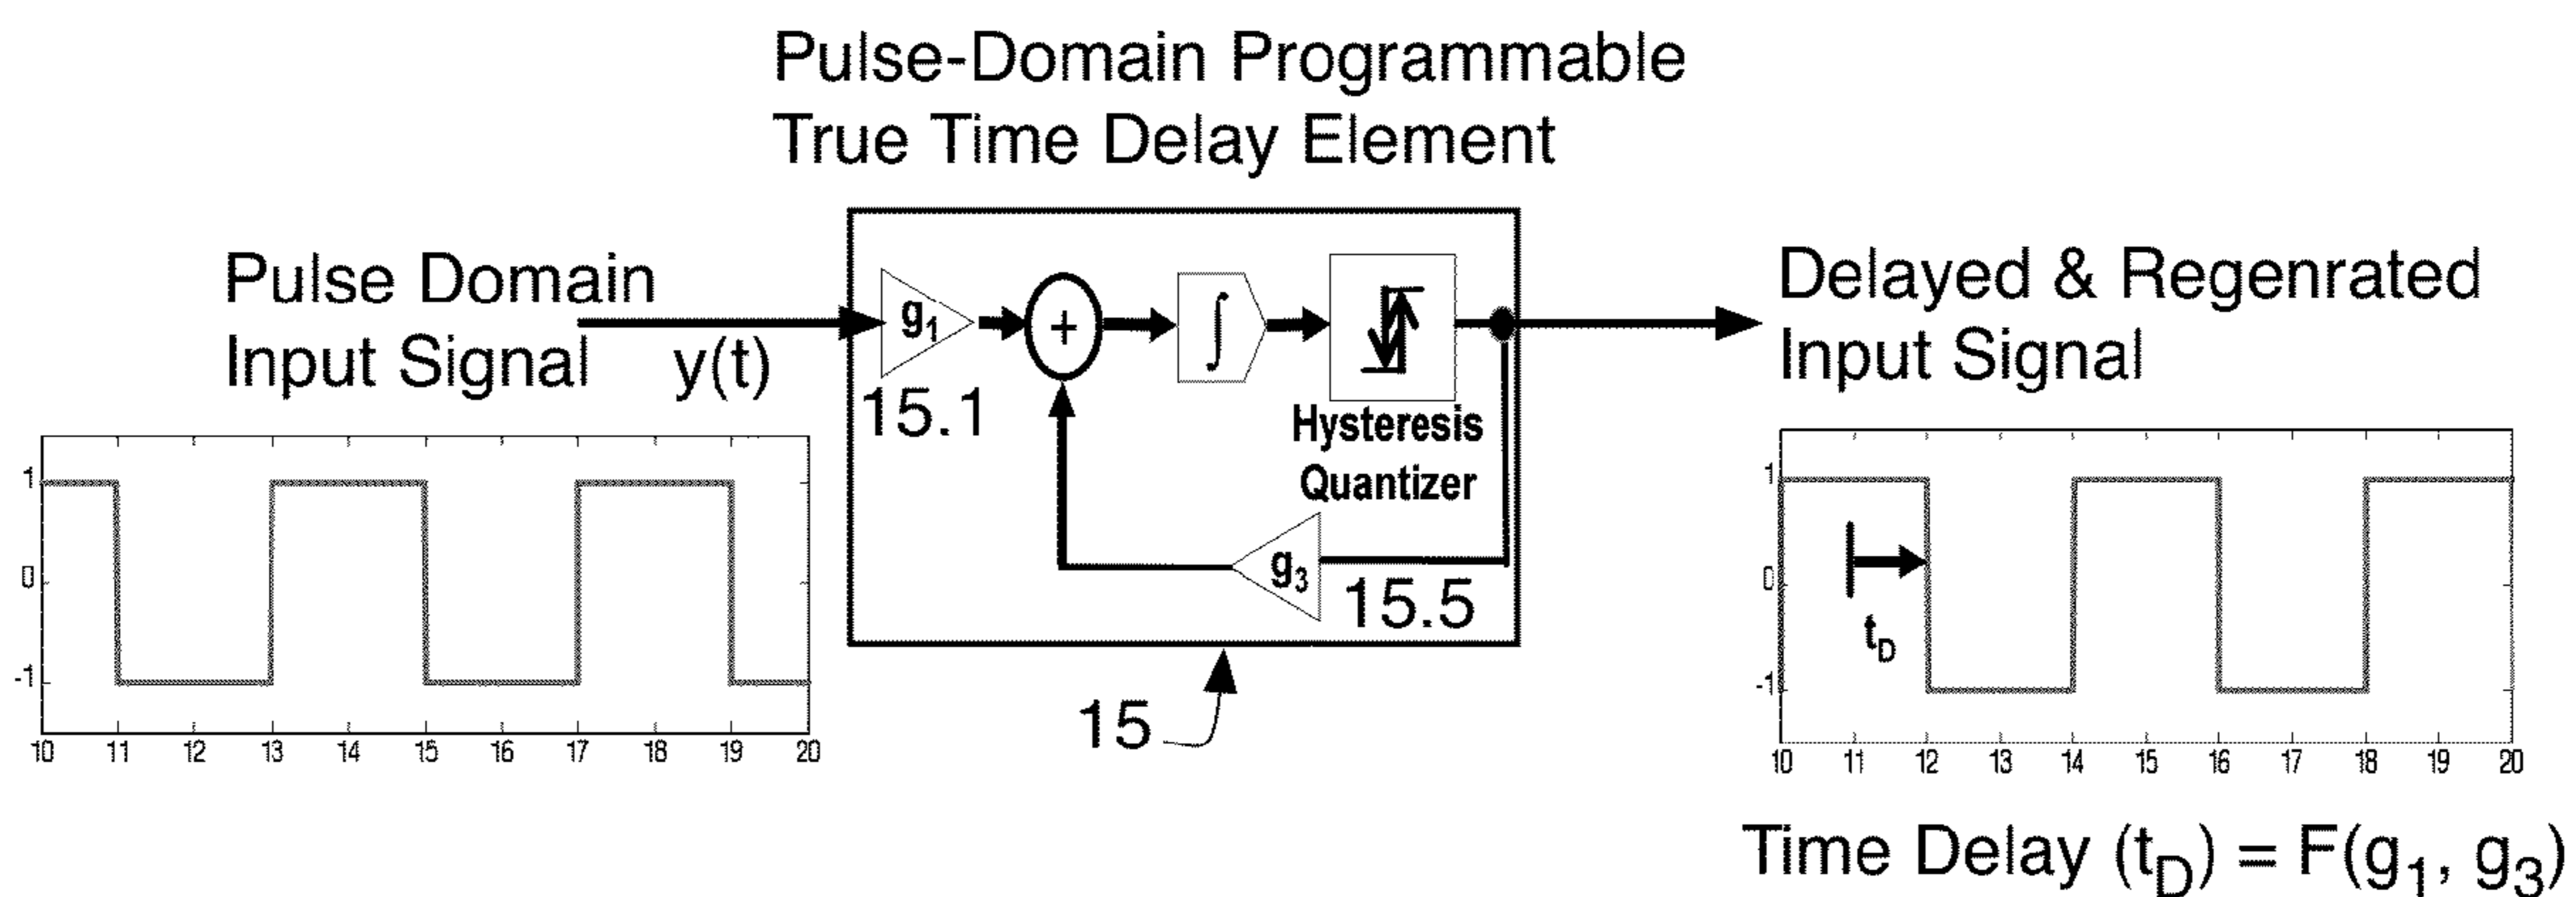 Pulse-Domain Programmable
True Time Delay Element
Pulse Domain
Input Signal
y(t)
g1
15.1
+
∫
Hysteresis
Quantizer
g3
15.5
15
Delayed & Regenrated
Input Signal
1
0
-1
10 11 12 13 14 15 16 17 18 19 20
1
0
-1
tD
10 11 12 13 14 15 16 17 18 19 20
Time Delay (tD) = F(g1, g3)